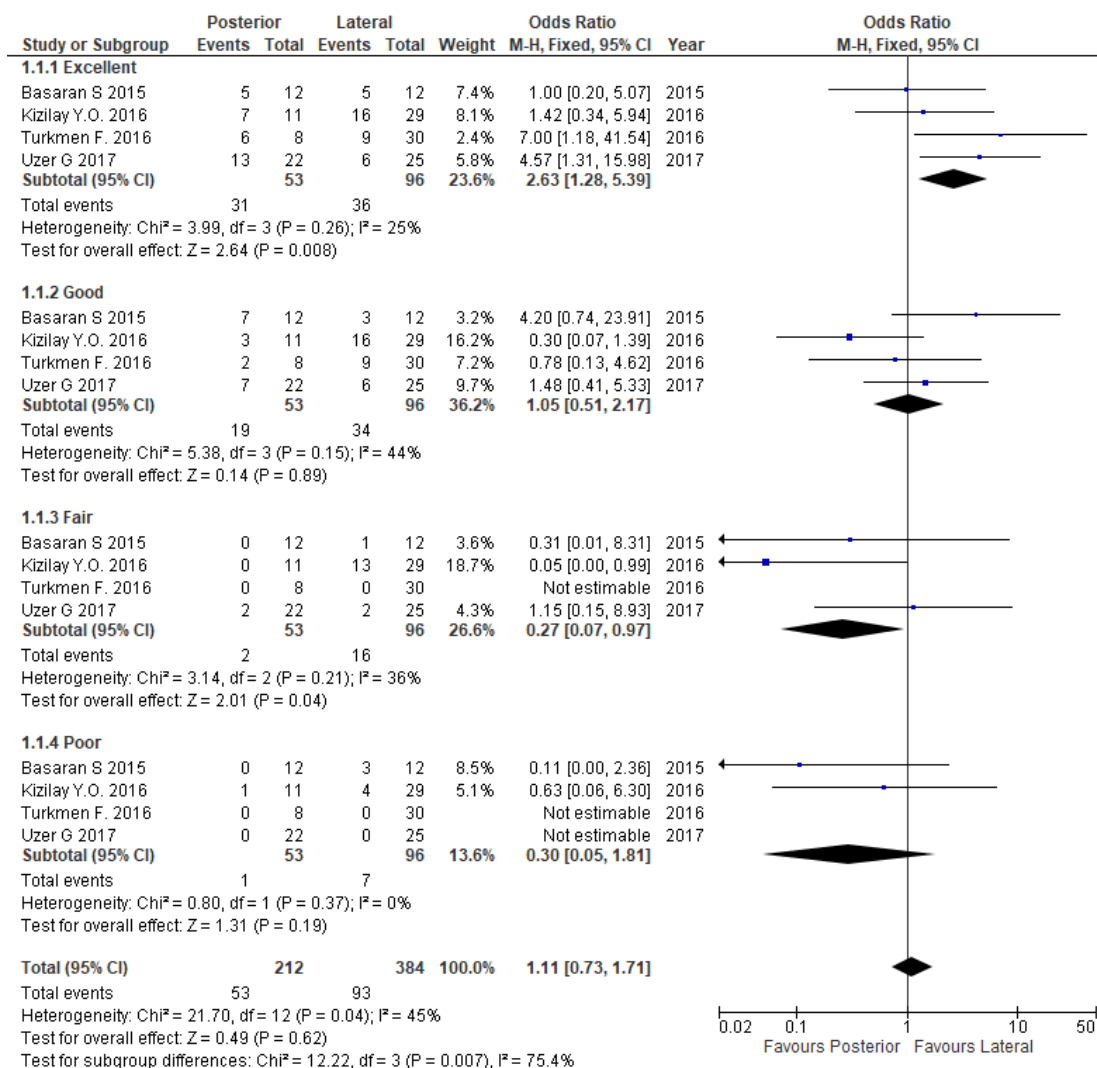 Posterior Lateral Odds Ratio Odds Ratio
Study or Subgroup Events Total Events Total Weight M-H, Fixed, 95% CI Year M-H, Fixed, 95% CI
1.1.1 Excellent
Basaran S 2015 5 12 5 12 7.4% 1.00 [0.20, 5.07] 2015
Kizilay Y.O. 2016 7 11 16 29 8.1% 1.42 [0.34, 5.94] 2016
Turkmen F. 2016 6 8 9 30 2.4% 7.00 [1.18, 41.54] 2016
Uzer G 2017 13 22 6 25 5.8% 4.57 [1.31, 15.98] 2017
Subtotal (95% CI) 53 96 23.6% 2.63 [1.28, 5.39]
Total events 31 36
Heterogeneity: Chi² = 3.99, df = 3 (P = 0.26); I² = 25%
Test for overall effect: Z = 2.64 (P = 0.008)
1.1.2 Good
Basaran S 2015 7 12 3 12 3.2% 4.20 [0.74, 23.91] 2015
Kizilay Y.O. 2016 3 11 16 29 16.2% 0.30 [0.07, 1.39] 2016
Turkmen F. 2016 2 8 9 30 7.2% 0.78 [0.13, 4.62] 2016
Uzer G 2017 7 22 6 25 9.7% 1.48 [0.41, 5.33] 2017
Subtotal (95% CI) 53 96 36.2% 1.05 [0.51, 2.17]
Total events 19 34
Heterogeneity: Chi² = 5.38, df = 3 (P = 0.15); I² = 44%
Test for overall effect: Z = 0.14 (P = 0.89)
1.1.3 Fair
Basaran S 2015 0 12 1 12 3.6% 0.31 [0.01, 8.31] 2015
Kizilay Y.O. 2016 0 11 13 29 18.7% 0.05 [0.00, 0.99] 2016
Turkmen F. 2016 0 8 0 30 Not estimable 2016
Uzer G 2017 2 22 2 25 4.3% 1.15 [0.15, 8.93] 2017
Subtotal (95% CI) 53 96 26.6% 0.27 [0.07, 0.97]
Total events 2 16
Heterogeneity: Chi² = 3.14, df = 2 (P = 0.21); I² = 36%
Test for overall effect: Z = 2.01 (P = 0.04)
1.1.4 Poor
Basaran S 2015 0 12 3 12 8.5% 0.11 [0.00, 2.36] 2015
Kizilay Y.O. 2016 1 11 4 29 5.1% 0.63 [0.06, 6.30] 2016
Turkmen F. 2016 0 8 0 30 Not estimable 2016
Uzer G 2017 0 22 0 25 Not estimable 2017
Subtotal (95% CI) 53 96 13.6% 0.30 [0.05, 1.81]
Total events 1 7
Heterogeneity: Chi² = 0.80, df = 1 (P = 0.37); I² = 0%
Test for overall effect: Z = 1.31 (P = 0.19)
Total (95% CI) 212 384 100.0% 1.11 [0.73, 1.71]
Total events 53 93
Heterogeneity: Chi² = 21.70, df = 12 (P = 0.04); I² = 45%
Test for overall effect: Z = 0.49 (P = 0.62)
Test for subgroup differences: Chi² = 12.22, df = 3 (P = 0.007), I² = 75.4%
0.02 0.1 1 10 50
Favours Posterior Favours Lateral